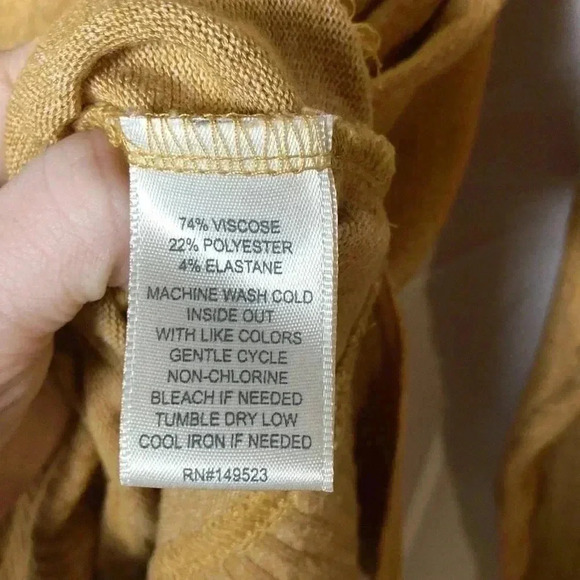 74% VISCOSE
22% POLYESTER
4% ELASTANE
MACHINE WASH COLD
INSIDE OUT
WITH LIKE COLORS
GENTLE CYCLE
NON-CHLORINE
BLEACH IF NEEDED
TUMBLE DRY LOW
COOL IRON IF NEEDED
RN#149523